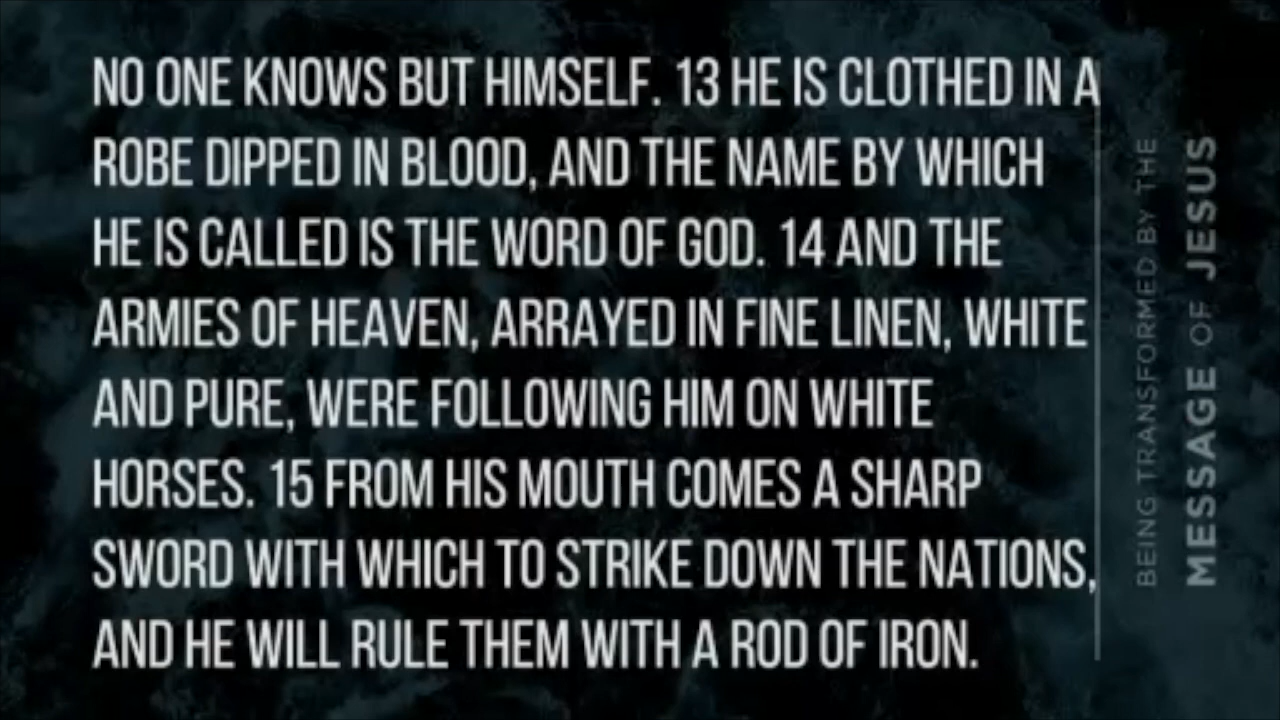 NO ONE KNOWS BUT HIMSELF. 13 HE IS CLOTHED IN A
ROBE DIPPED IN BLOOD, AND THE NAME BY WHICH
HE IS CALLED IS THE WORD OF GOD. 14 AND THE
ARMIES OF HEAVEN, ARRAYED IN FINE LINEN, WHITE
AND PURE, WERE FOLLOWING HIM ON WHITE
HORSES. 15 FROM HIS MOUTH COMES A SHARP
SWORD WITH WHICH TO STRIKE DOWN THE NATIONS,
AND HE WILL RULE THEM WITH A ROD OF IRON.
BEING TRANSFORMED BY THE
MESSAGE OF JESUS